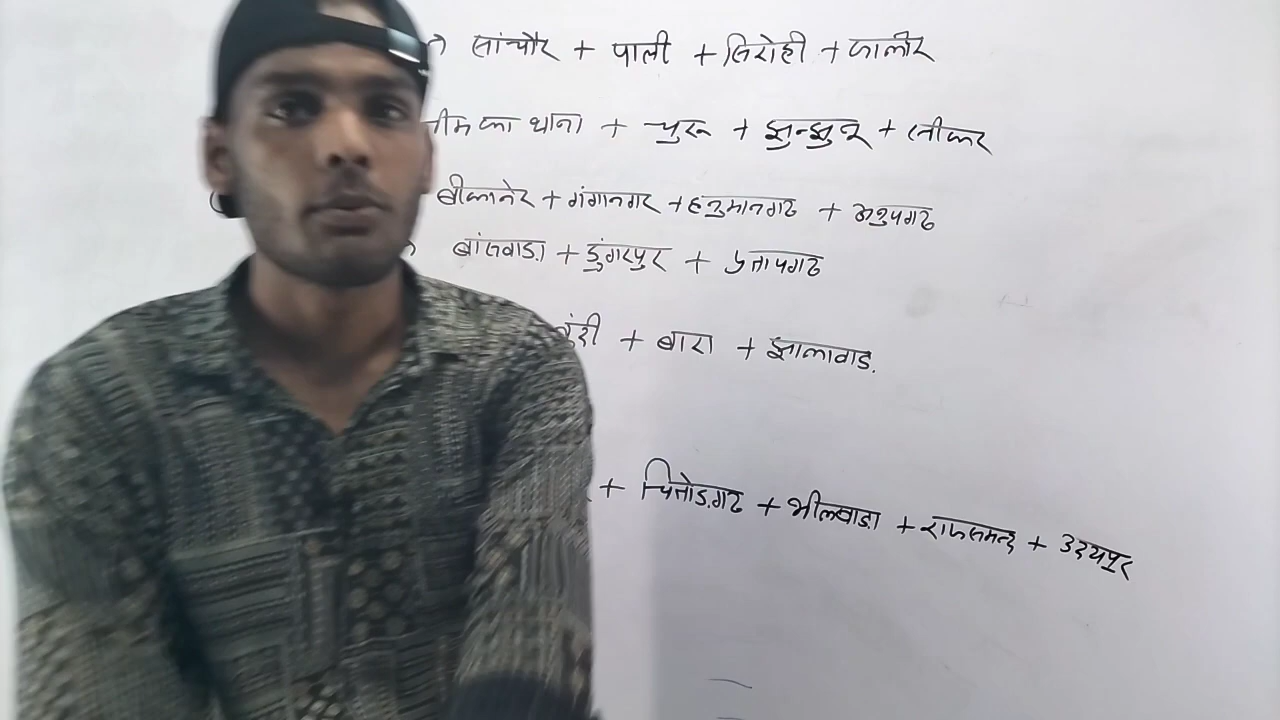 सांचौर + पाली + सिरोही + जालौर
नीम का थाना + चुरू + झुन्झुनू + सीकर
बीकानेर + गंगानगर + हनुमानगढ + अनुपगढ
बांसवाडा + डुंगरपुर + प्रतापगढ
बुंदी + बारा + झालावाड.
+ चित्तोड.गढ + भीलवाडा + राजसमन्द + उदयपुर